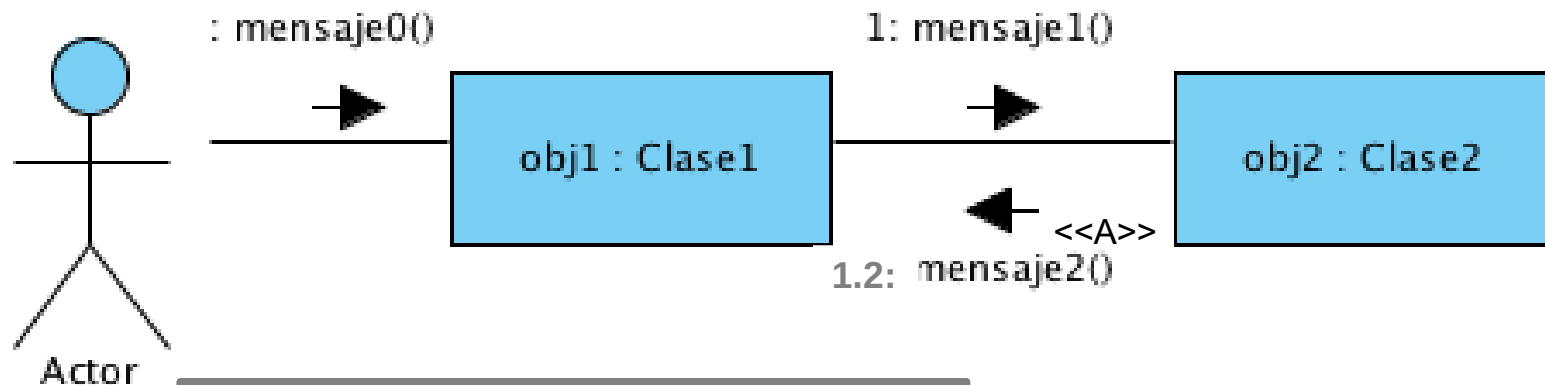 : mensaje0()
1: mensaje1()
obj1 : Clase1
obj2 : Clase2
<<A>>
1.2: mensaje2()
Actor